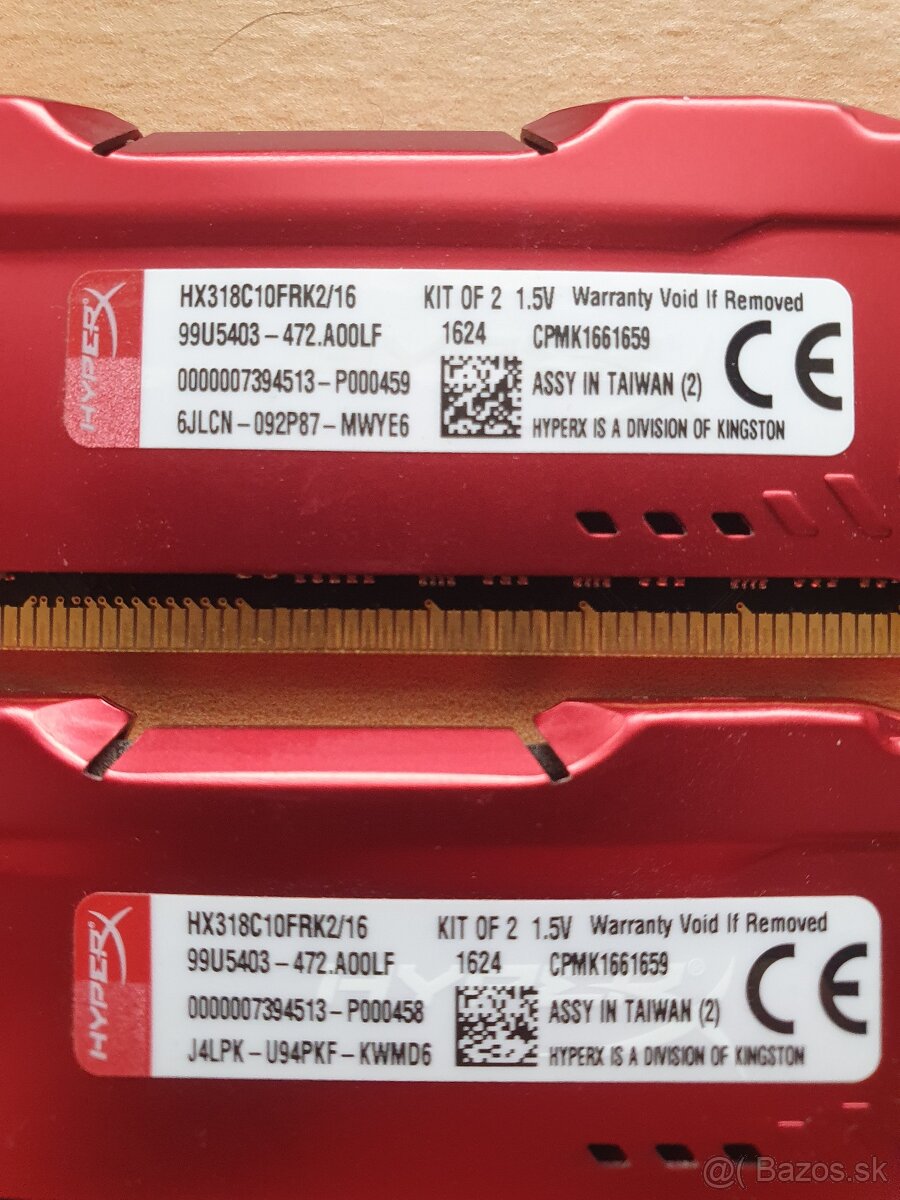 HYPERX
HX318C10FRK2/16 KIT OF 2 1.5V Warranty Void If Removed
99U5403-472.A00LF 1624 CPMK1661659
0000007394513-P000459 ASSY IN TAIWAN (2)
6JLCN-092P87-MWYE6 HYPERX IS A DIVISION OF KINGSTON
CE
HYPERX
HX318C10FRK2/16 KIT OF 2 1.5V Warranty Void If Removed
99U5403-472.A00LF 1624 CPMK1661659
0000007394513-P000458 ASSY IN TAIWAN (2)
J4LPK-U94PKF-KWMD6 HYPERX IS A DIVISION OF KINGSTON
CE
@( Bazos.sk